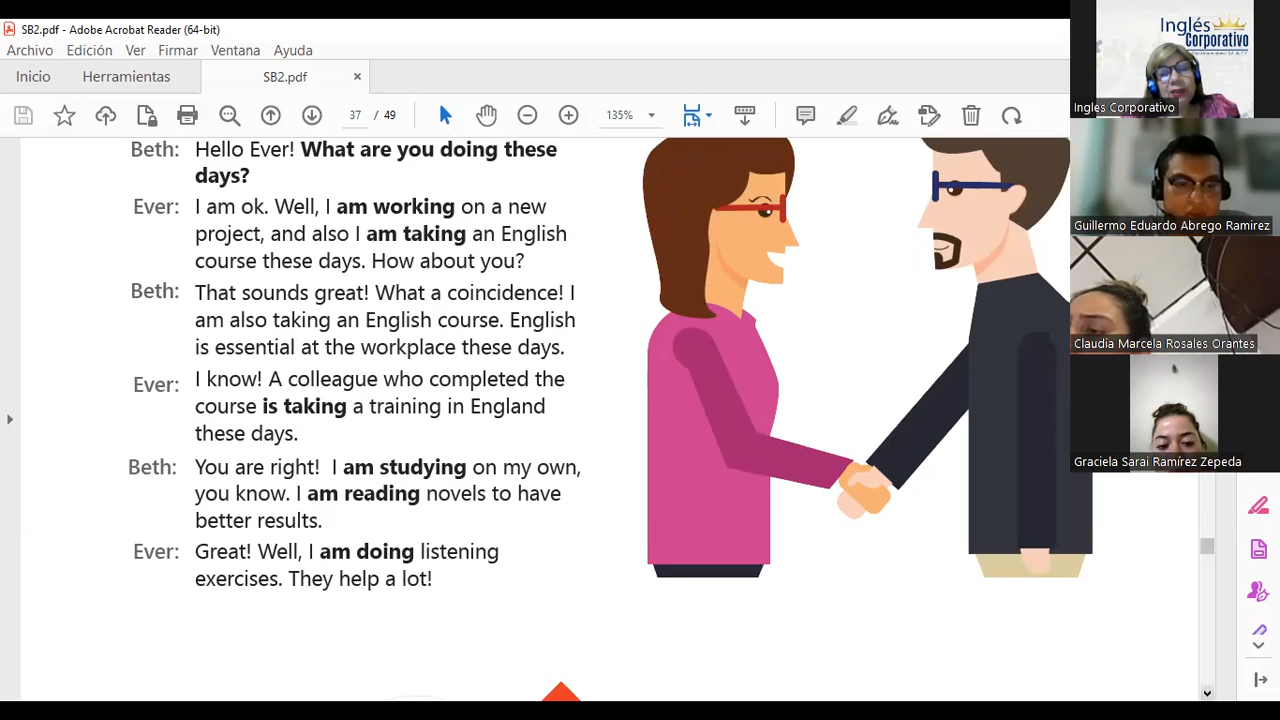 SB2.pdf - Adobe Acrobat Reader (64-bit)
Archivo Edición Ver Firmar Ventana Ayuda
Inicio Herramientas SB2.pdf ×
37 / 49 135%
Beth: Hello Ever! What are you doing these
days?
Ever: I am ok. Well, I am working on a new
project, and also I am taking an English
course these days. How about you?
Beth: That sounds great! What a coincidence! I
am also taking an English course. English
is essential at the workplace these days.
Ever: I know! A colleague who completed the
course is taking a training in England
these days.
Beth: You are right! I am studying on my own,
you know. I am reading novels to have
better results.
Ever: Great! Well, I am doing listening
exercises. They help a lot!
Inglés
Corporativo
Ingles Corporativo
Guillermo Eduardo Abrego Ramirez
Claudia Marcela Rosales Orantes
Graciela Sarai Ramírez Zepeda